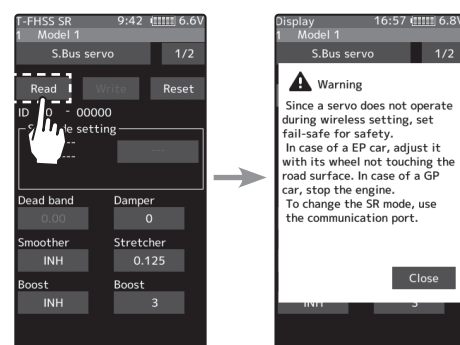 T-FHSS SR 9:42 6.6V
1 Model 1
S.Bus servo 1/2
Read Write Reset
ID 0 - 00000
setting
--
--
---
Dead band Damper
0.00 0
Smoother Stretcher
INH 0.125
Boost Boost
INH 3
Display 16:57 6.8V
1 Model 1
S.Bus servo 1/2
Warning
Since a servo does not operate
during wireless setting, set
fail-safe for safety.
In case of a EP car, adjust it
with its wheel not touching the
road surface. In case of a GP
car, stop the engine.
To change the SR mode, use
the communication port.
Close
INH 3